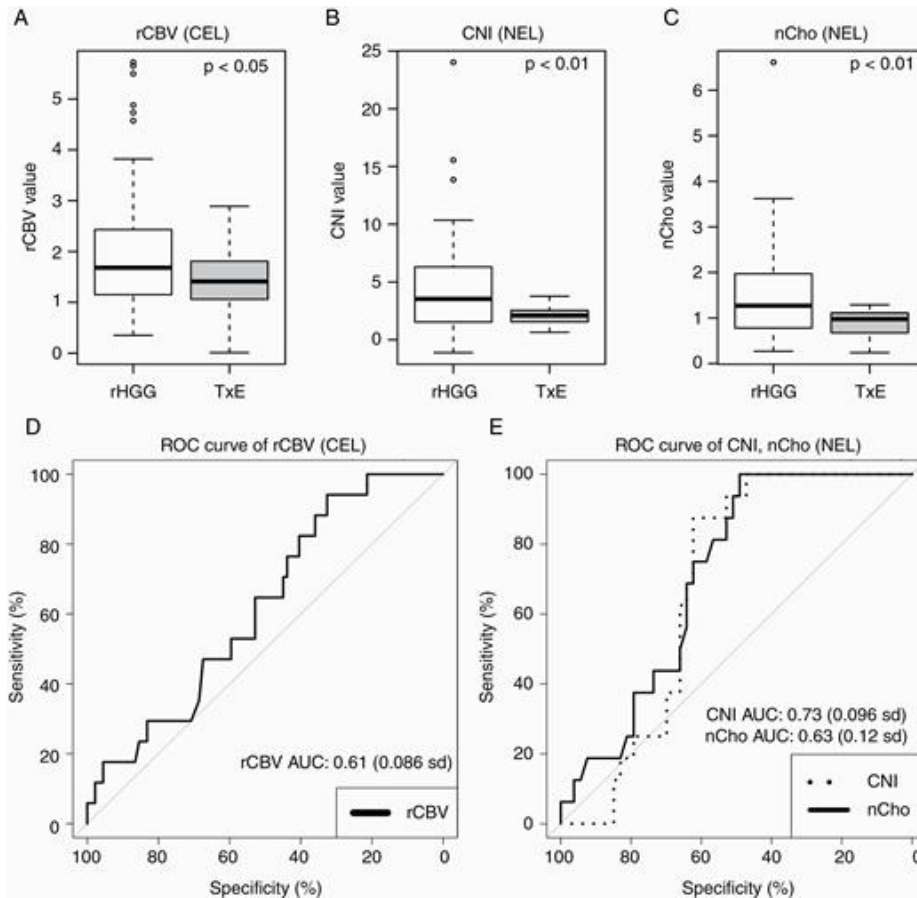 A
rCBV (CEL)
p < 0.05
rCBV value
5
4
3
2
1
0
rHGG
TxE
B
CNI (NEL)
p < 0.01
CNI value
25
20
15
10
5
0
rHGG
TxE
C
nCho (NEL)
p < 0.01
nCho value
6
5
4
3
2
1
0
rHGG
TxE
D
ROC curve of rCBV (CEL)
Sensitivity (%)
100
80
60
40
20
0
rCBV AUC: 0.61 (0.086 sd)
rCBV
100 80 60 40 20 0
Specificity (%)
E
ROC curve of CNI, nCho (NEL)
Sensitivity (%)
100
80
60
40
20
0
CNI AUC: 0.73 (0.096 sd)
nCho AUC: 0.63 (0.12 sd)
CNI
nCho
100 80 60 40 20 0
Specificity (%)